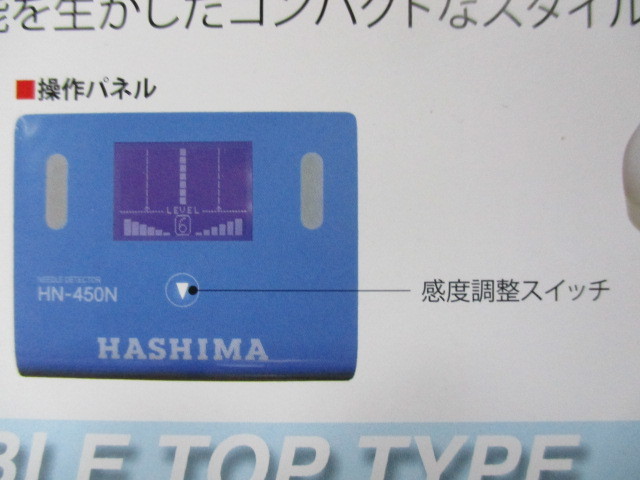 を生かしたコンパクトなスタイル
■操作パネル
LEVEL
6
NEEDLE DETECTOR
HN-450N
感度調整スイッチ
HASHIMA
BLE TOP TYPE